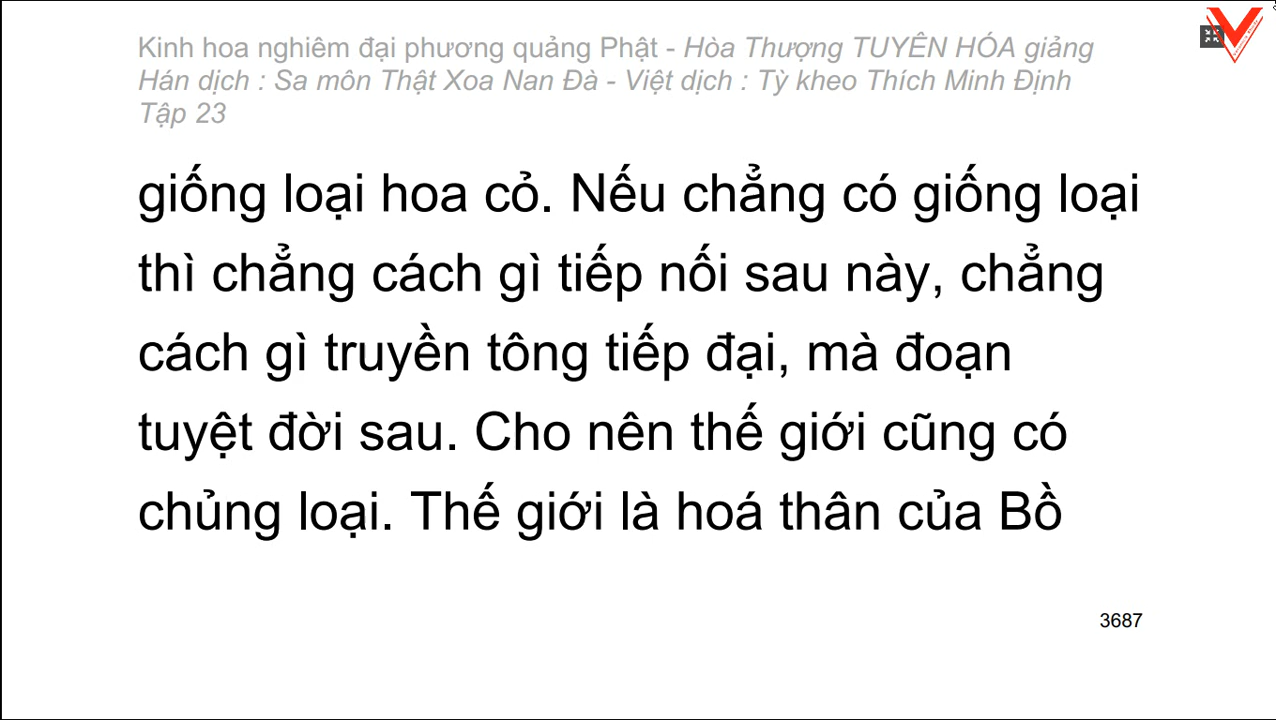 Kinh hoa nghiêm đại phương quảng Phật - Hòa Thượng TUYÊN HÓA giảng
Hán dịch : Sa môn Thật Xoa Nan Đà - Việt dịch : Tỳ kheo Thích Minh Định
Tập 23
giống loại hoa cỏ. Nếu chẳng có giống loại
thì chẳng cách gì tiếp nối sau này, chẳng
cách gì truyền tông tiếp đại, mà đoạn
tuyệt đời sau. Cho nên thế giới cũng có
chủng loại. Thế giới là hoá thân của Bồ
3687